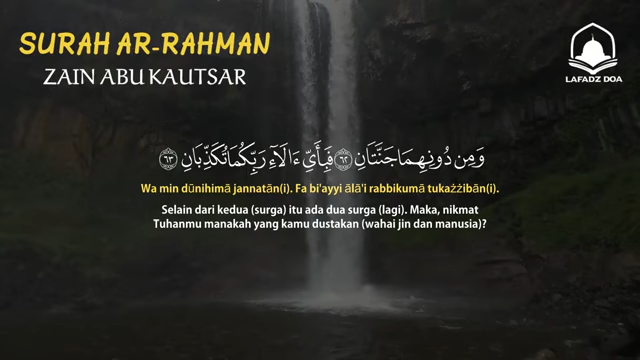 SURAH AR-RAHMAN
ZAIN ABU KAUTSAR
LAFADZ DOA
وَمِن دُونِهِمَا جَنَّتَانِ ۝٦٢ فَبِأَيِّ ءَالَآءِ رَبِّكُمَا تُكَذِّبَانِ ۝٦٣
Wa min dūnihimā jannatān(i). Fa bi'ayyi ālā'i rabbikumā tukażżibān(i).
Selain dari kedua (surga) itu ada dua surga (lagi). Maka, nikmat
Tuhanmu manakah yang kamu dustakan (wahai jin dan manusia)?